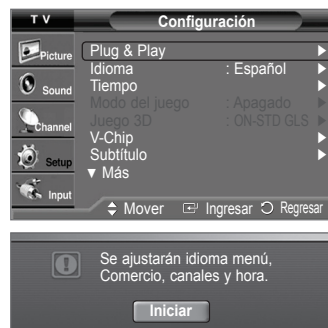 T V
Configuración
Picture
Sound
Channel
Setup
Input
Plug & Play
Idioma : Español
Tiempo
Modo del juego : Apagado
Juego 3D : ON-STD GLS
V-Chip
Subtítulo
▼ Más
Mover Ingresar Regresar
Se ajustarán idioma menú,
Comercio, canales y hora.
Iniciar